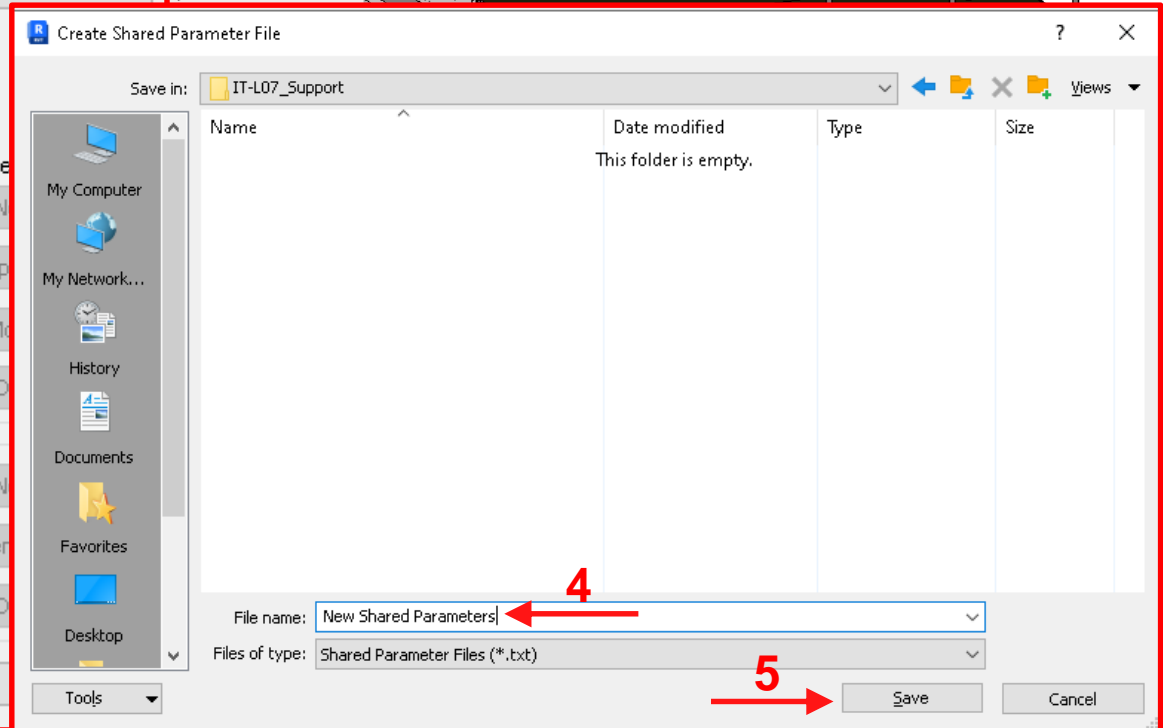 Create Shared Parameter File
?
Save in: IT-L07_Support
Views
Name Date modified Type Size
This folder is empty.
My Computer
My Network...
History
Documents
Favorites
Desktop
4
File name: New Shared Parameters
Files of type: Shared Parameter Files (*.txt)
5
Tools Save Cancel